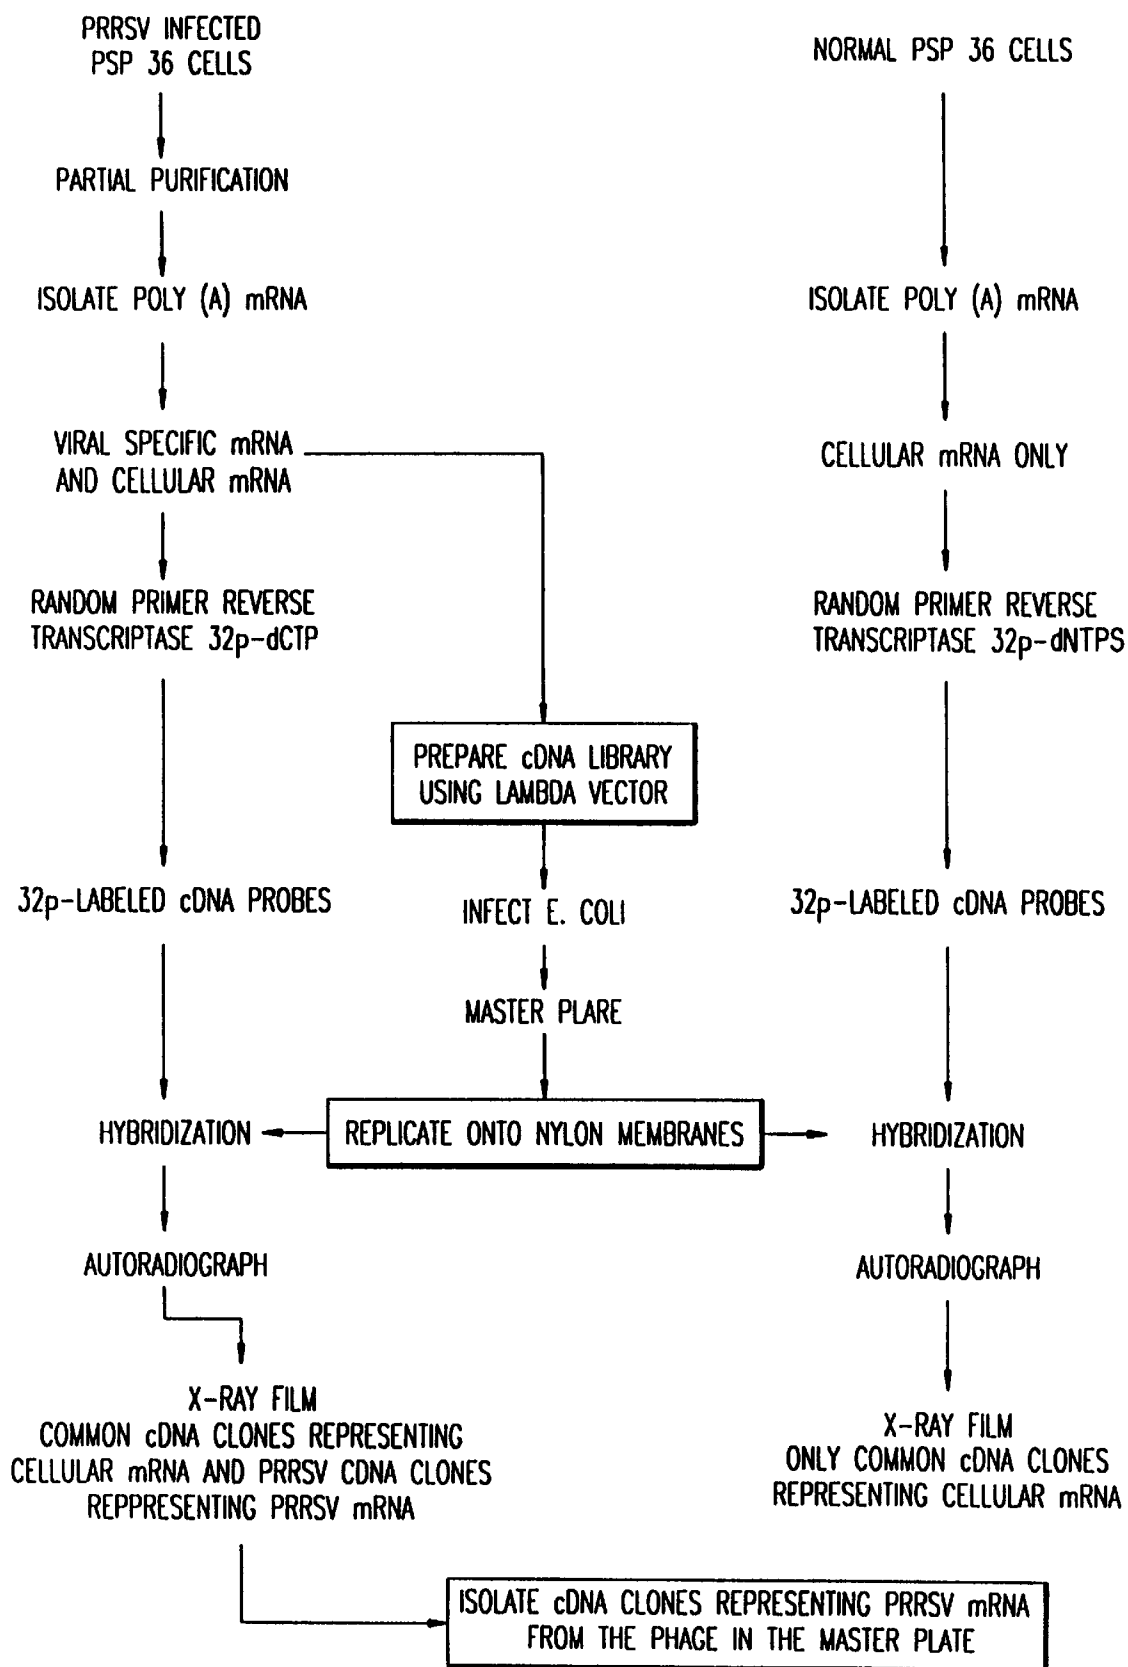 PRRSV INFECTED
PSP 36 CELLS
PARTIAL PURIFICATION
ISOLATE POLY (A) mRNA
VIRAL SPECIFIC mRNA
AND CELLULAR mRNA
RANDOM PRIMER REVERSE
TRANSCRIPTASE 32p-dCTP
32p-LABELED cDNA PROBES
HYBRIDIZATION
AUTORADIOGRAPH
X-RAY FILM
COMMON cDNA CLONES REPRESENTING
CELLULAR mRNA AND PRRSV CDNA CLONES
REPPRESENTING PRRSV mRNA
PREPARE cDNA LIBRARY
USING LAMBDA VECTOR
INFECT E. COLI
MASTER PLARE
REPLICATE ONTO NYLON MEMBRANES
NORMAL PSP 36 CELLS
ISOLATE POLY (A) mRNA
CELLULAR mRNA ONLY
RANDOM PRIMER REVERSE
TRANSCRIPTASE 32p-dNTPS
32p-LABELED cDNA PROBES
HYBRIDIZATION
AUTORADIOGRAPH
X-RAY FILM
ONLY COMMON cDNA CLONES
REPRESENTING CELLULAR mRNA
ISOLATE cDNA CLONES REPRESENTING PRRSV mRNA
FROM THE PHAGE IN THE MASTER PLATE